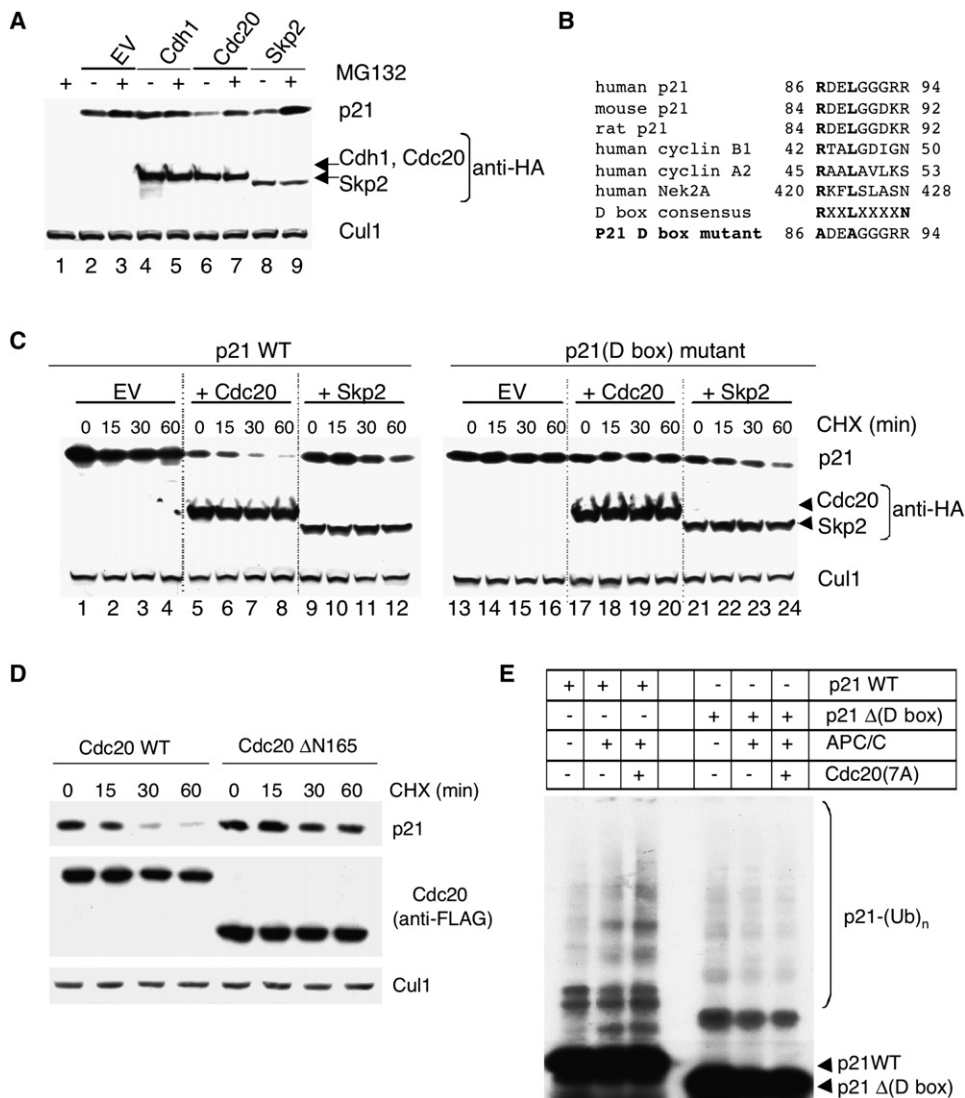 A
EV Cdh1 Cdc20 Skp2
+ - + - + - + - + MG132
p21
Cdh1, Cdc20
Skp2
anti-HA
Cul1
1 2 3 4 5 6 7 8 9
B
human p21 86 RDELGGGRR 94
mouse p21 84 RDELGGDKR 92
rat p21 84 RDELGGDKR 92
human cyclin B1 42 RTALGDIGN 50
human cyclin A2 45 RAALAVLKS 53
human Nek2A 420 RKFLSLASN 428
D box consensus RXXLXXXXN
P21 D box mutant 86 ADEAGGGRR 94
C
p21 WT
EV + Cdc20 + Skp2
0 15 30 60 0 15 30 60 0 15 30 60
1 2 3 4 5 6 7 8 9 10 11 12
p21(D box) mutant
EV + Cdc20 + Skp2
0 15 30 60 0 15 30 60 0 15 30 60 CHX (min)
p21
Cdc20
Skp2
anti-HA
Cul1
13 14 15 16 17 18 19 20 21 22 23 24
D
Cdc20 WT Cdc20 ΔN165
0 15 30 60 0 15 30 60 CHX (min)
p21
Cdc20
(anti-FLAG)
Cul1
E
+ + + - - - p21 WT
- - - + + + p21 Δ(D box)
- + + - + + APC/C
- - + - - + Cdc20(7A)
p21-(Ub)n
p21WT
p21 Δ(D box)